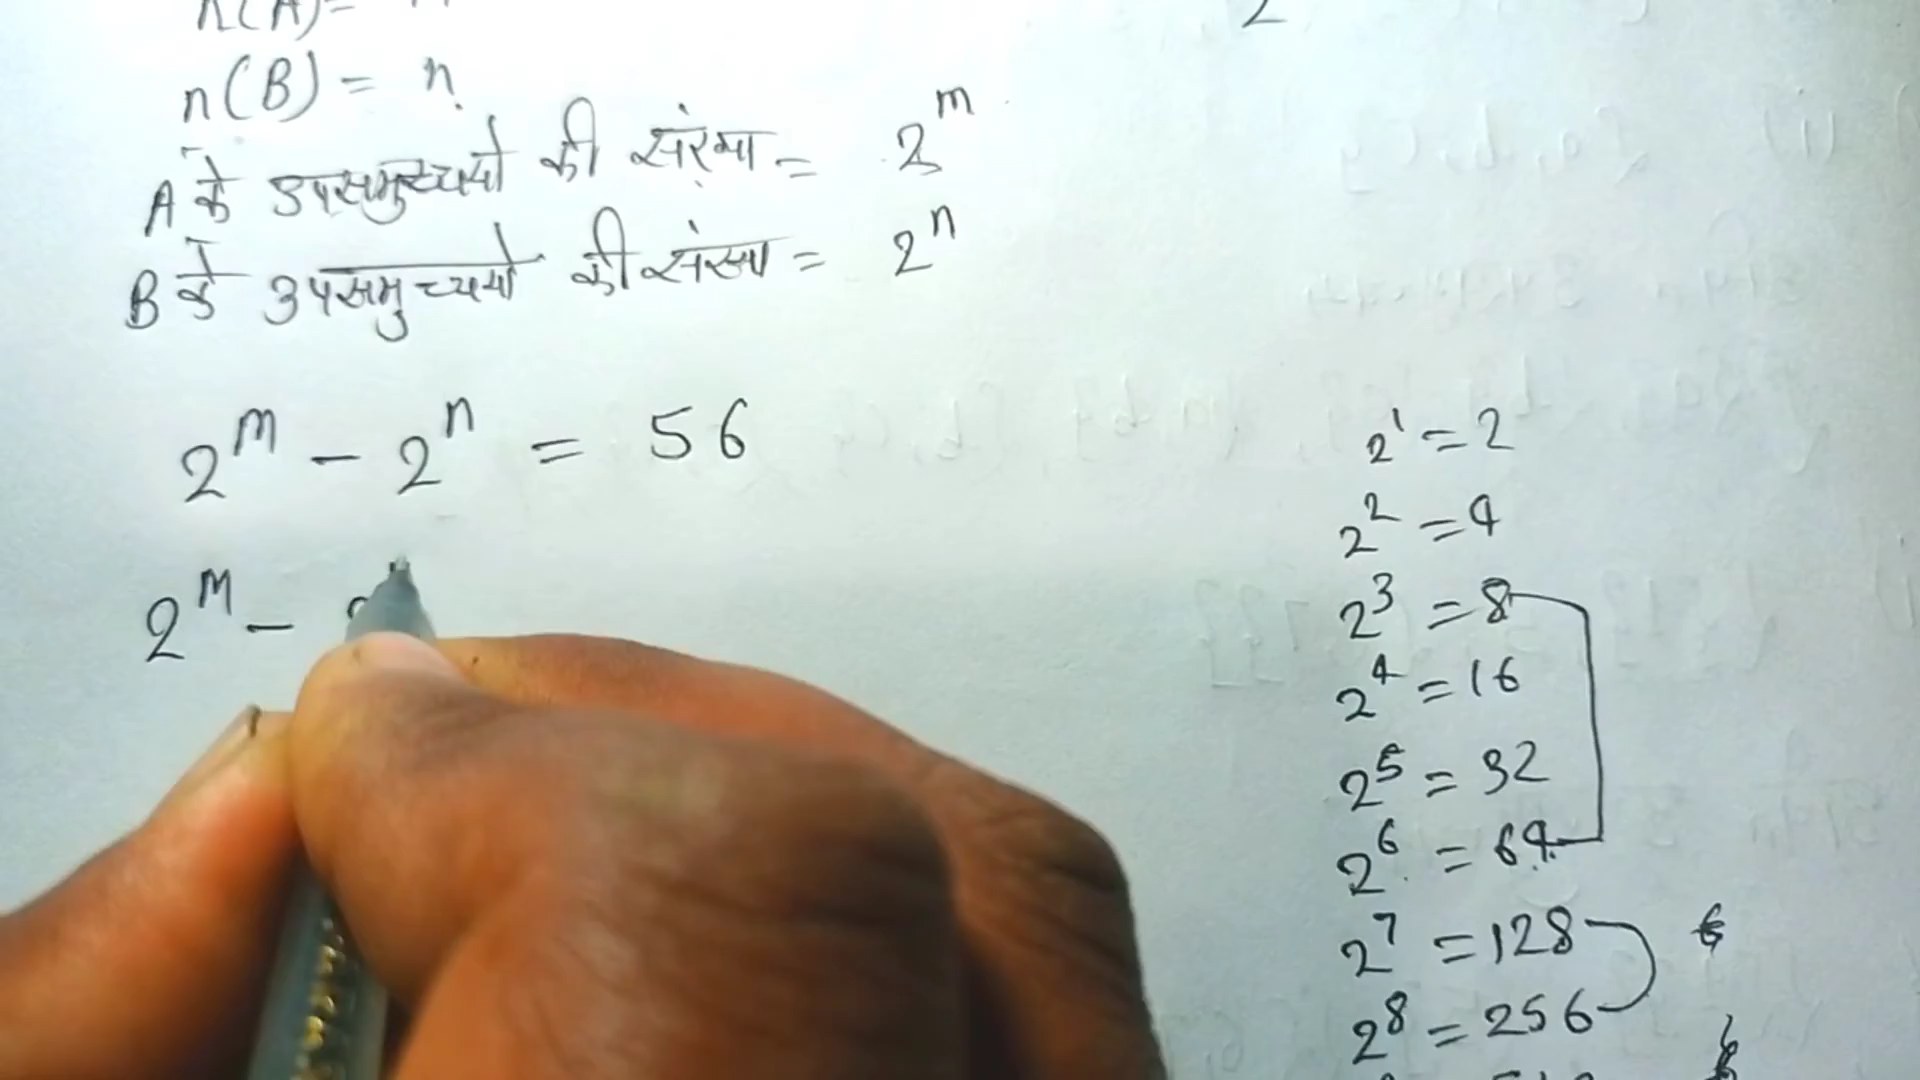 n(B) = n
A के उपसमुच्चयों की संख्या = 2^m
B के उपसमुच्चयों की संख्या = 2^n
2^m - 2^n = 56
2^m -
2^1 = 2
2^2 = 4
2^3 = 8
2^4 = 16
2^5 = 32
2^6 = 64
2^7 = 128
2^8 = 256